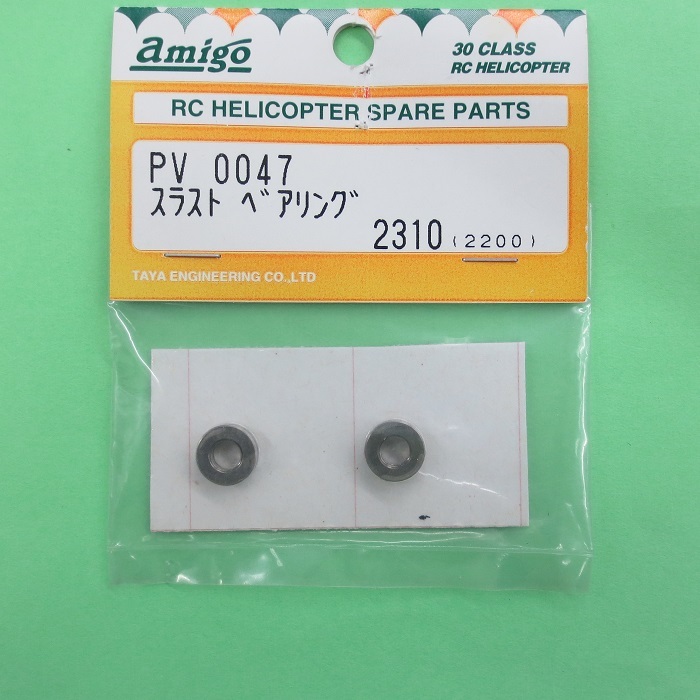 amigo
30 CLASS
RC HELICOPTER
RC HELICOPTER SPARE PARTS
PV 0047
スラスト ベアリング
2310 (2200)
TAYA ENGINEERING CO.,LTD